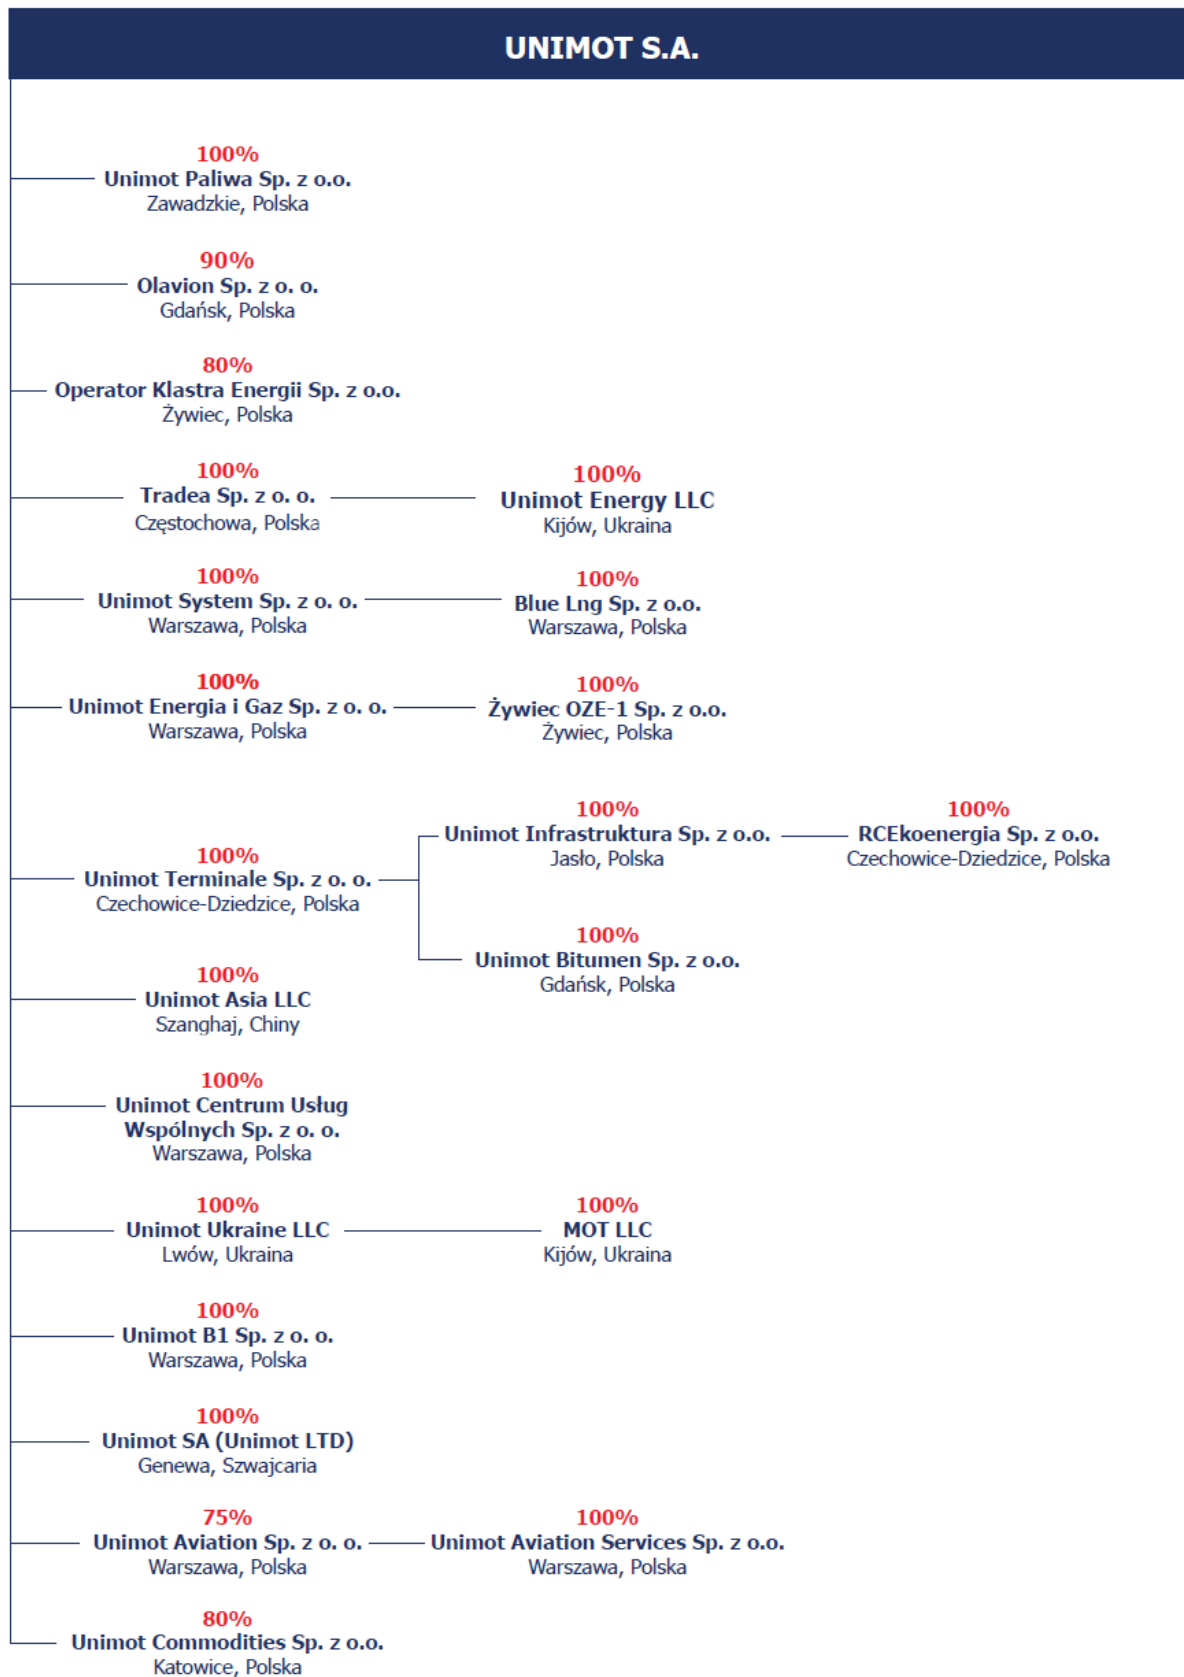 UNIMOT S.A.
100%
Unimot Paliwa Sp. z o.o.
Zawadzkie, Polska
90%
Olavion Sp. z o. o.
Gdańsk, Polska
80%
Operator Klastra Energii Sp. z o.o.
Żywiec, Polska
100%
Tradea Sp. z o. o.
Częstochowa, Polska
100%
Unimot Energy LLC
Kijów, Ukraina
100%
Unimot System Sp. z o. o.
Warszawa, Polska
100%
Blue Lng Sp. z o.o.
Warszawa, Polska
100%
Unimot Energia i Gaz Sp. z o. o.
Warszawa, Polska
100%
Żywiec OZE-1 Sp. z o.o.
Żywiec, Polska
100%
Unimot Terminale Sp. z o. o.
Czechowice-Dziedzice, Polska
100%
Unimot Infrastruktura Sp. z o.o.
Jasło, Polska
100%
RCEkoenergia Sp. z o.o.
Czechowice-Dziedzice, Polska
100%
Unimot Bitumen Sp. z o.o.
Gdańsk, Polska
100%
Unimot Asia LLC
Szanghaj, Chiny
100%
Unimot Centrum Usług
Wspólnych Sp. z o. o.
Warszawa, Polska
100%
Unimot Ukraine LLC
Lwów, Ukraina
100%
MOT LLC
Kijów, Ukraina
100%
Unimot B1 Sp. z o. o.
Warszawa, Polska
100%
Unimot SA (Unimot LTD)
Genewa, Szwajcaria
75%
Unimot Aviation Sp. z o. o.
Warszawa, Polska
100%
Unimot Aviation Services Sp. z o.o.
Warszawa, Polska
80%
Unimot Commodities Sp. z o.o.
Katowice, Polska